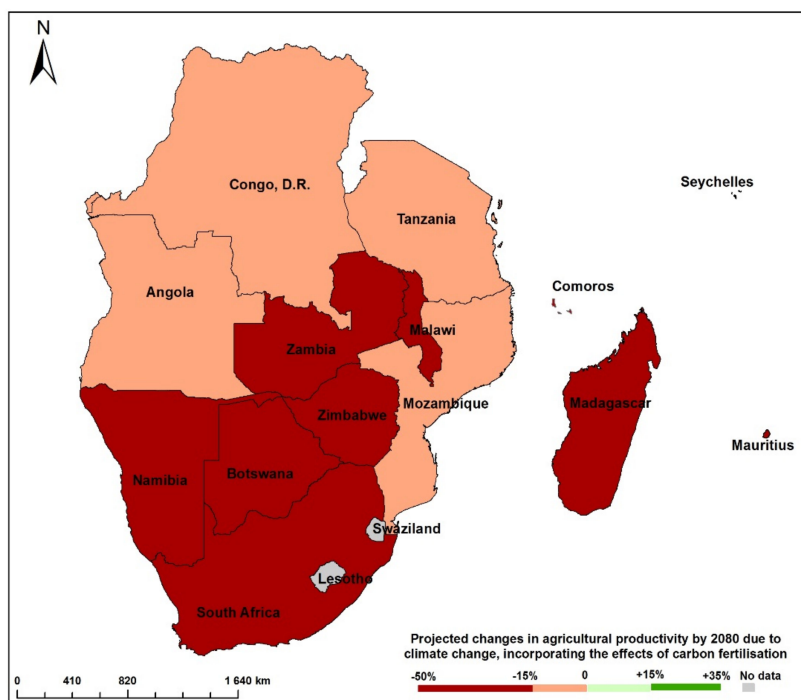 N
Congo, D.R.
Seychelles
Tanzania
Comoros
Angola
Malawi
Zambia
Madagascar
Mozambique
Zimbabwe
Mauritius
Namibia
Botswana
Swaziland
Lesotho
South Africa
Projected changes in agricultural productivity by 2080 due to
climate change, incorporating the effects of carbon fertilisation
0 410 820 1 640 km
-50% -15% 0 +15% +35% No data